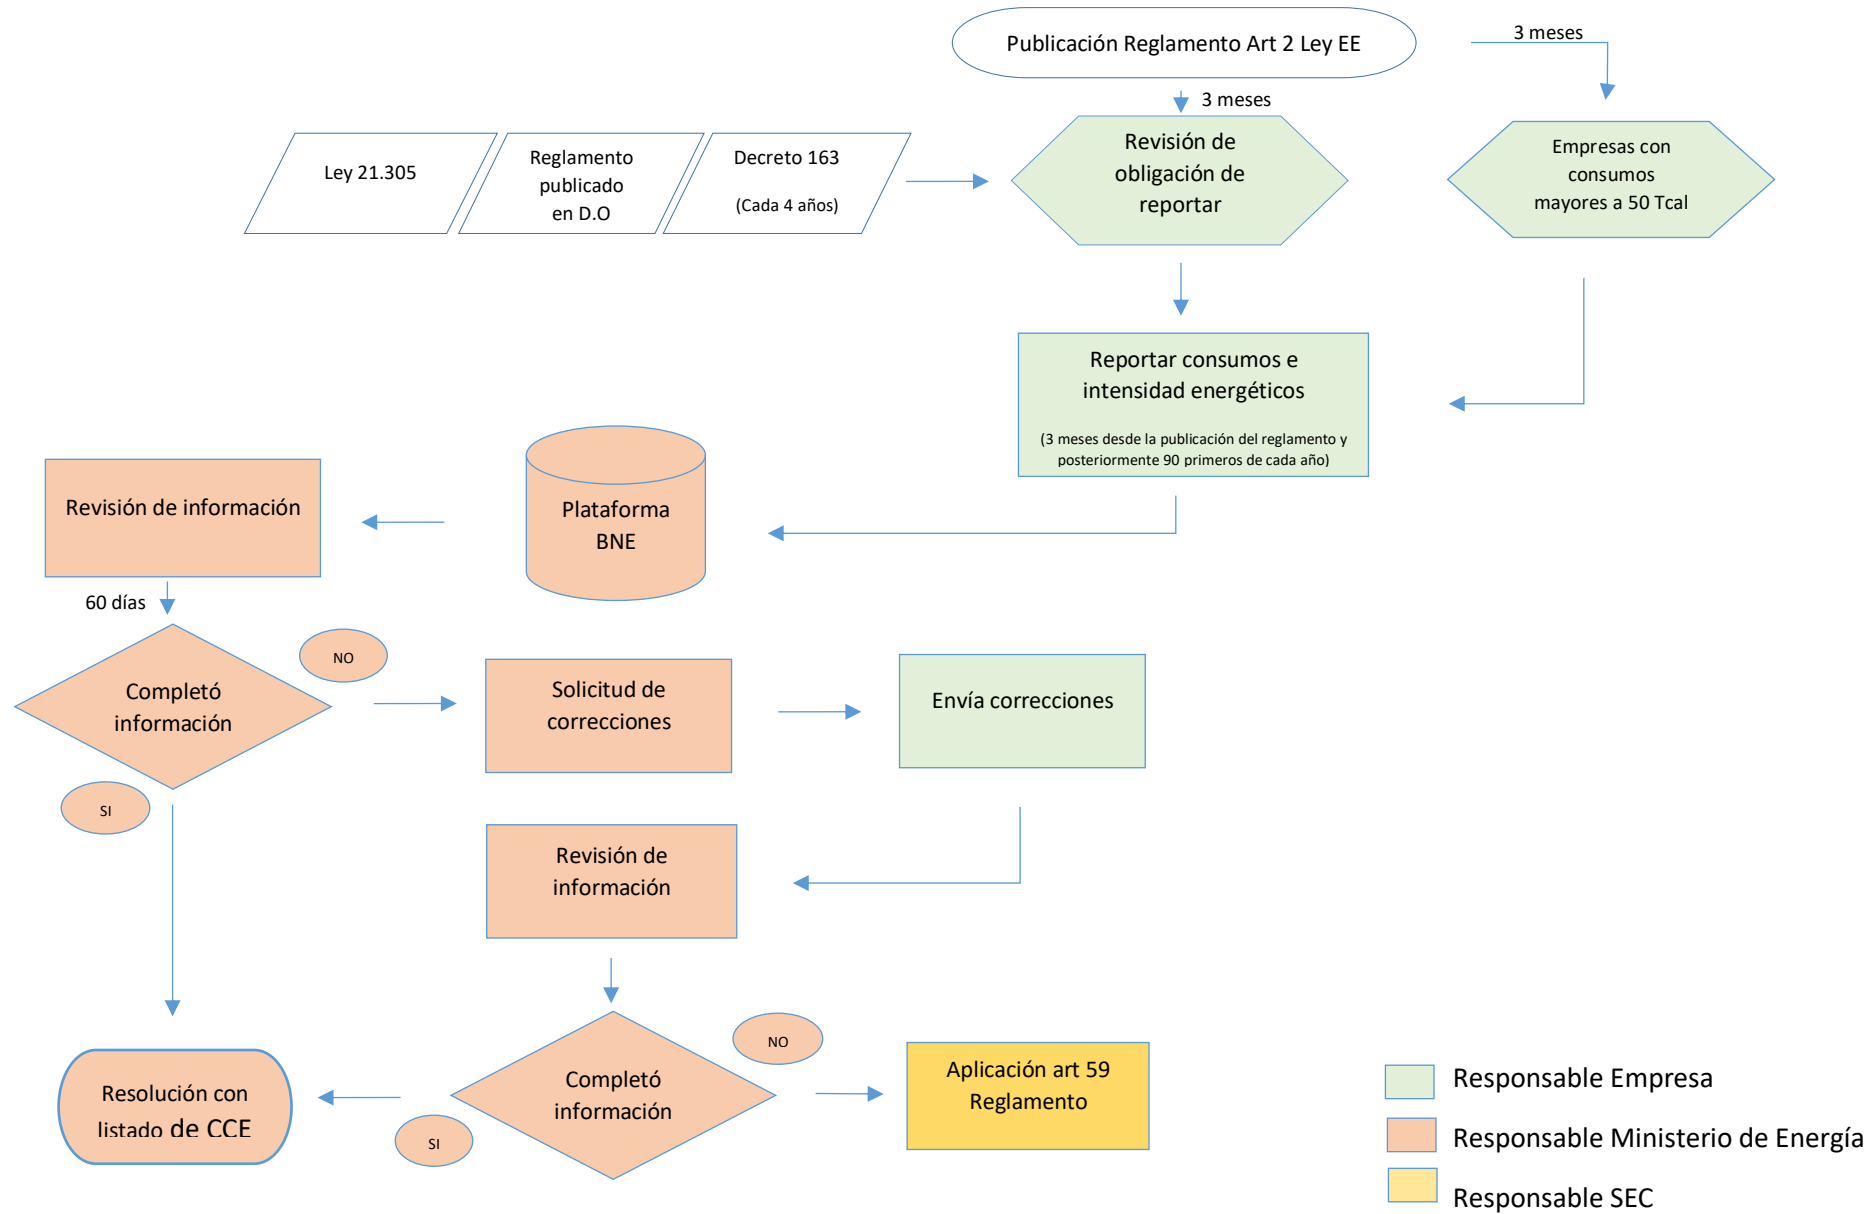 Publicación Reglamento Art 2 Ley EE
3 meses
3 meses
Ley 21.305
Reglamento
publicado
en D.O
Decreto 163
(Cada 4 años)
Revisión de
obligación de
reportar
Empresas con
consumos
mayores a 50 Tcal
Reportar consumos e
intensidad energéticos
(3 meses desde la publicación del reglamento y
posteriormente 90 primeros de cada año)
Plataforma
BNE
Revisión de información
60 días
Completó
información
NO
SI
Solicitud de
correcciones
Envía correcciones
Revisión de
información
Completó
información
NO
SI
Aplicación art 59
Reglamento
Resolución con
listado de CCE
Responsable Empresa
Responsable Ministerio de Energía
Responsable SEC